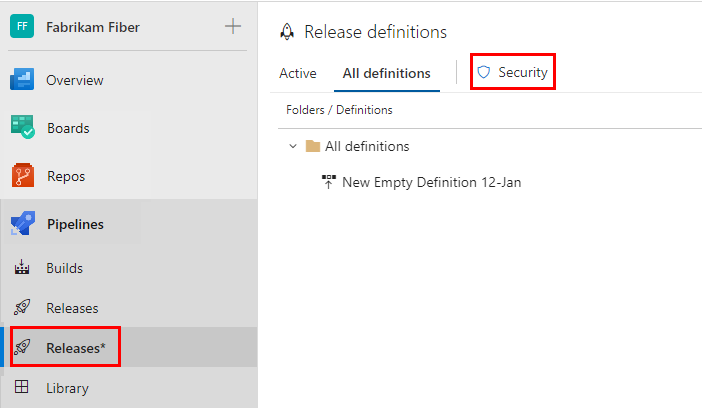 FF Fabrikam Fiber
Overview
Boards
Repos
Pipelines
Builds
Releases
Releases*
Library
Release definitions
Active All definitions Security
Folders / Definitions
All definitions
New Empty Definition 12-Jan